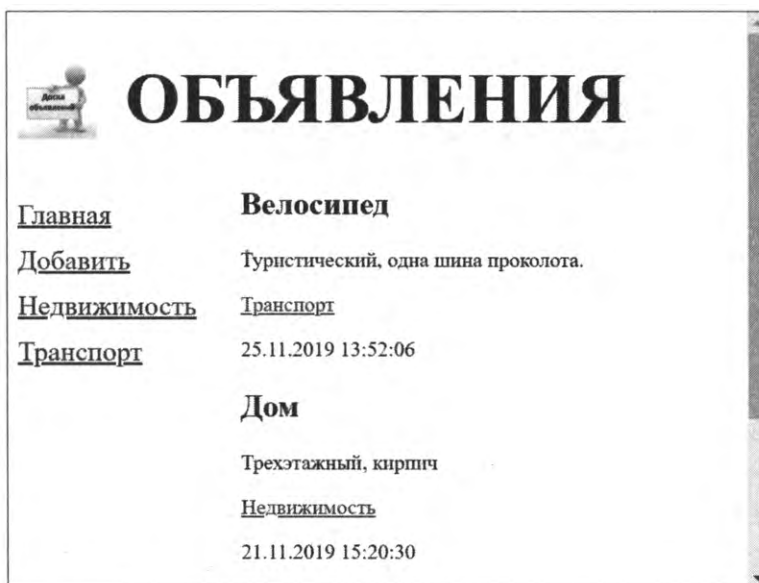 Доска
объявлений
ОБЪЯВЛЕНИЯ
Главная
Добавить
Недвижимость
Транспорт
Велосипед
Туристический, одна шина проколота.
Транспорт
25.11.2019 13:52:06
Дом
Трехэтажный, кирпич
Недвижимость
21.11.2019 15:20:30